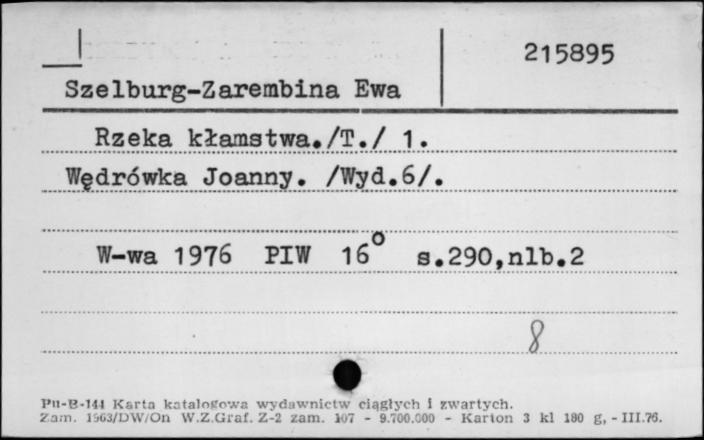 215895
Szelburg-Zarembina Ewa
Rzeka kłamstwa./T./ 1.
Wędrówka Joanny. /Wyd.6/.
W-wa 1976 PIW 16° s.290,nlb.2
8
Pu-B-144 Karta katalogowa wydawnictw ciągłych i zwartych.
Zam. 1563/DW/On W.Z.Graf. Z-2 zam. 107 - 9.700.000 - Karton 3 kl 180 g, - III.76.